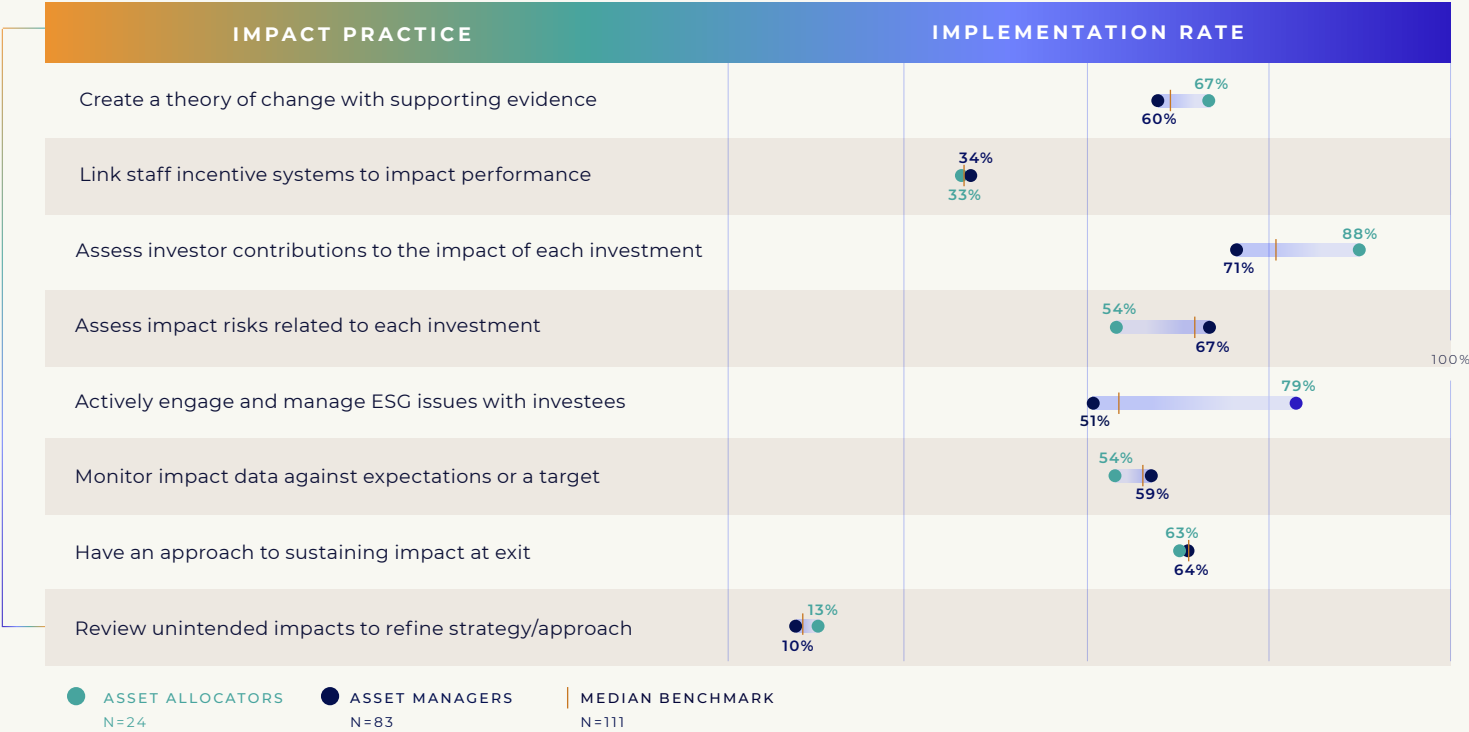 IMPACT PRACTICE
IMPLEMENTATION RATE
Create a theory of change with supporting evidence
67%
60%
Link staff incentive systems to impact performance
34%
33%
Assess investor contributions to the impact of each investment
88%
71%
Assess impact risks related to each investment
54%
67%
100%
Actively engage and manage ESG issues with investees
79%
51%
Monitor impact data against expectations or a target
54%
59%
Have an approach to sustaining impact at exit
63%
64%
Review unintended impacts to refine strategy/approach
13%
10%
ASSET ALLOCATORS
N=24
ASSET MANAGERS
N=83
MEDIAN BENCHMARK
N=111